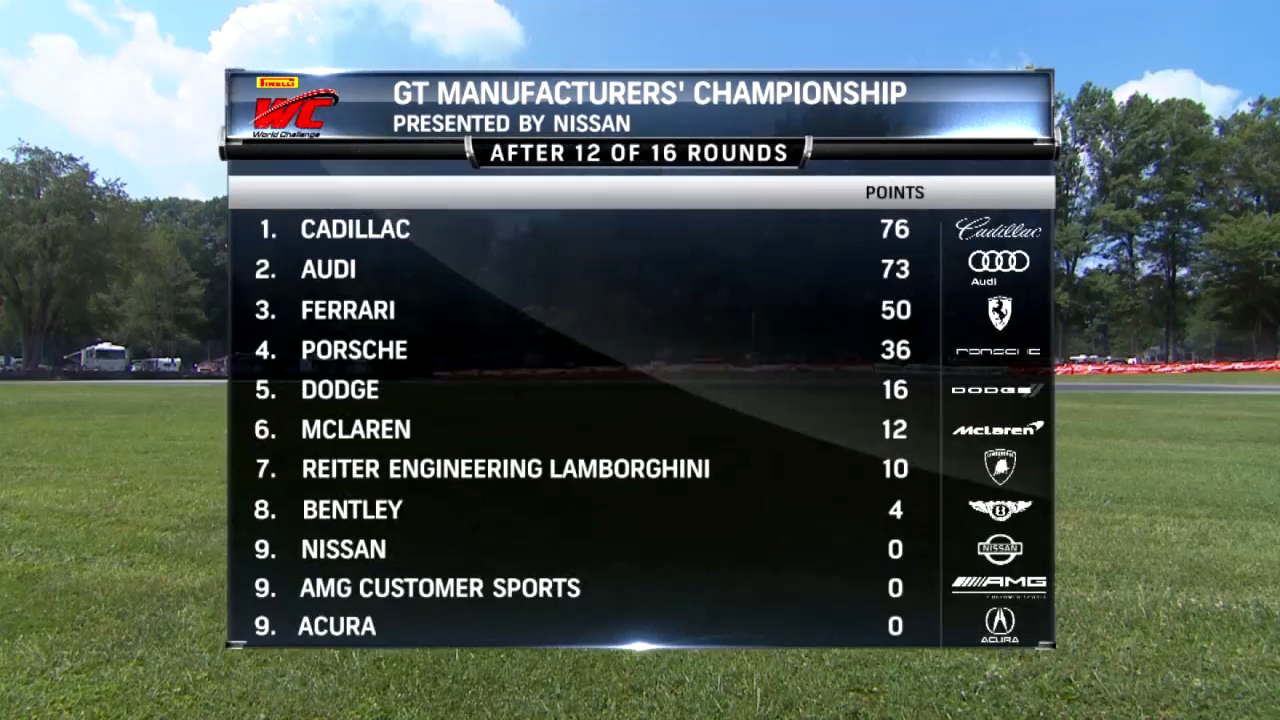 PIRELLI
WC
World Challenge
GT MANUFACTURERS' CHAMPIONSHIP
PRESENTED BY NISSAN
AFTER 12 OF 16 ROUNDS
POINTS
1. CADILLAC 76 Cadillac
2. AUDI 73 Audi
3. FERRARI 50
4. PORSCHE 36 PORSCHE
5. DODGE 16 DODGE
6. MCLAREN 12 McLaren
7. REITER ENGINEERING LAMBORGHINI 10
8. BENTLEY 4 B
9. NISSAN 0 NISSAN
9. AMG CUSTOMER SPORTS 0 AMG
9. ACURA 0 ACURA